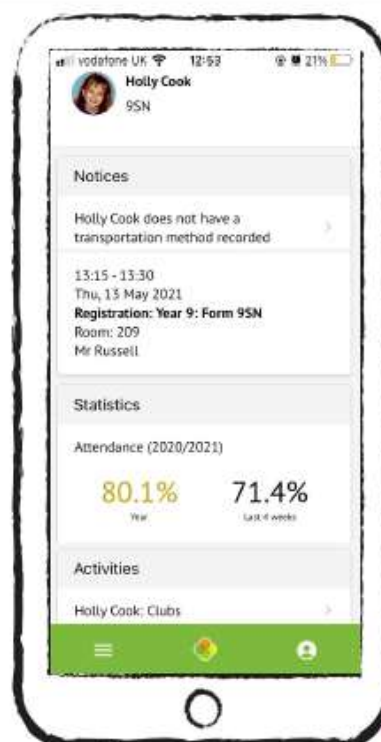 vodafone UK 12:53 21%
Holly Cook
9SN
Notices
Holly Cook does not have a
transportation method recorded
13:15 - 13:30
Thu, 13 May 2021
Registration: Year 9: Form 9SN
Room: 209
Mr Russell
Statistics
Attendance (2020/2021)
80.1% 71.4%
Year Last 4 weeks
Activities
Holly Cook: Clubs